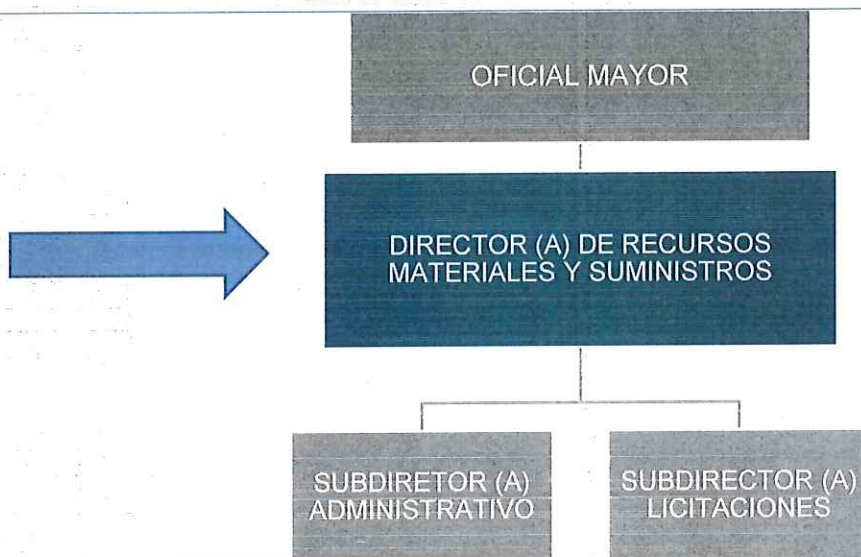 OFICIAL MAYOR
DIRECTOR (A) DE RECURSOS
MATERIALES Y SUMINISTROS
SUBDIRETOR (A)
ADMINISTRATIVO
SUBDIRECTOR (A)
LICITACIONES